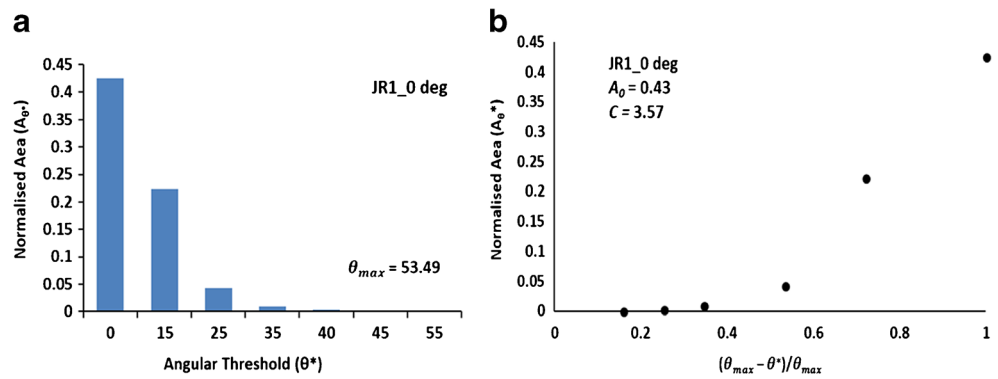 a
0.45
0.4
0.35
0.3
0.25
0.2
0.15
0.1
0.05
0
Normalised Aea (Aθ*)
JR1_0 deg
θmax = 53.49
0 15 25 35 40 45 55
Angular Threshold (θ*)
b
0.45
0.4
0.35
0.3
0.25
0.2
0.15
0.1
0.05
0
Normalised Aea (Aθ*)
JR1_0 deg
A0 = 0.43
C = 3.57
0 0.2 0.4 0.6 0.8 1
(θmax – θ*)/θmax